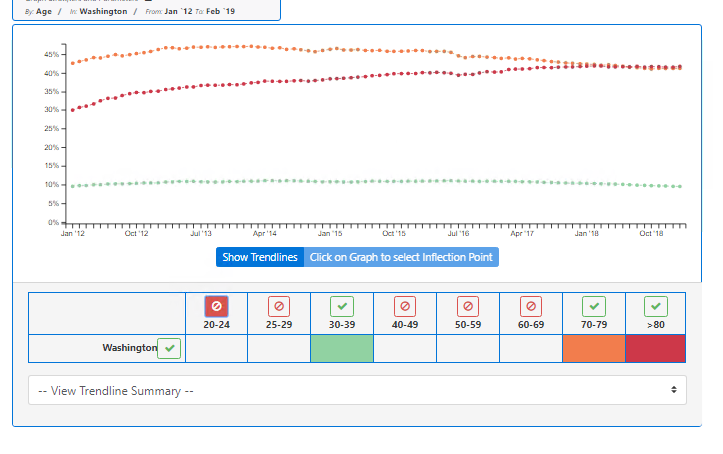 By: Age / In: Washington / From: Jan '12 To: Feb '19
45%
40%
35%
30%
25%
20%
15%
10%
5%
0%
Jan '12 Oct '12 Jul '13 Apr '14 Jan '15 Oct '15 Jul '16 Apr '17 Jan '18 Oct '18
Show Trendlines Click on Graph to select Inflection Point
20-24 25-29 30-39 40-49 50-59 60-69 70-79 >80
Washington
-- View Trendline Summary --